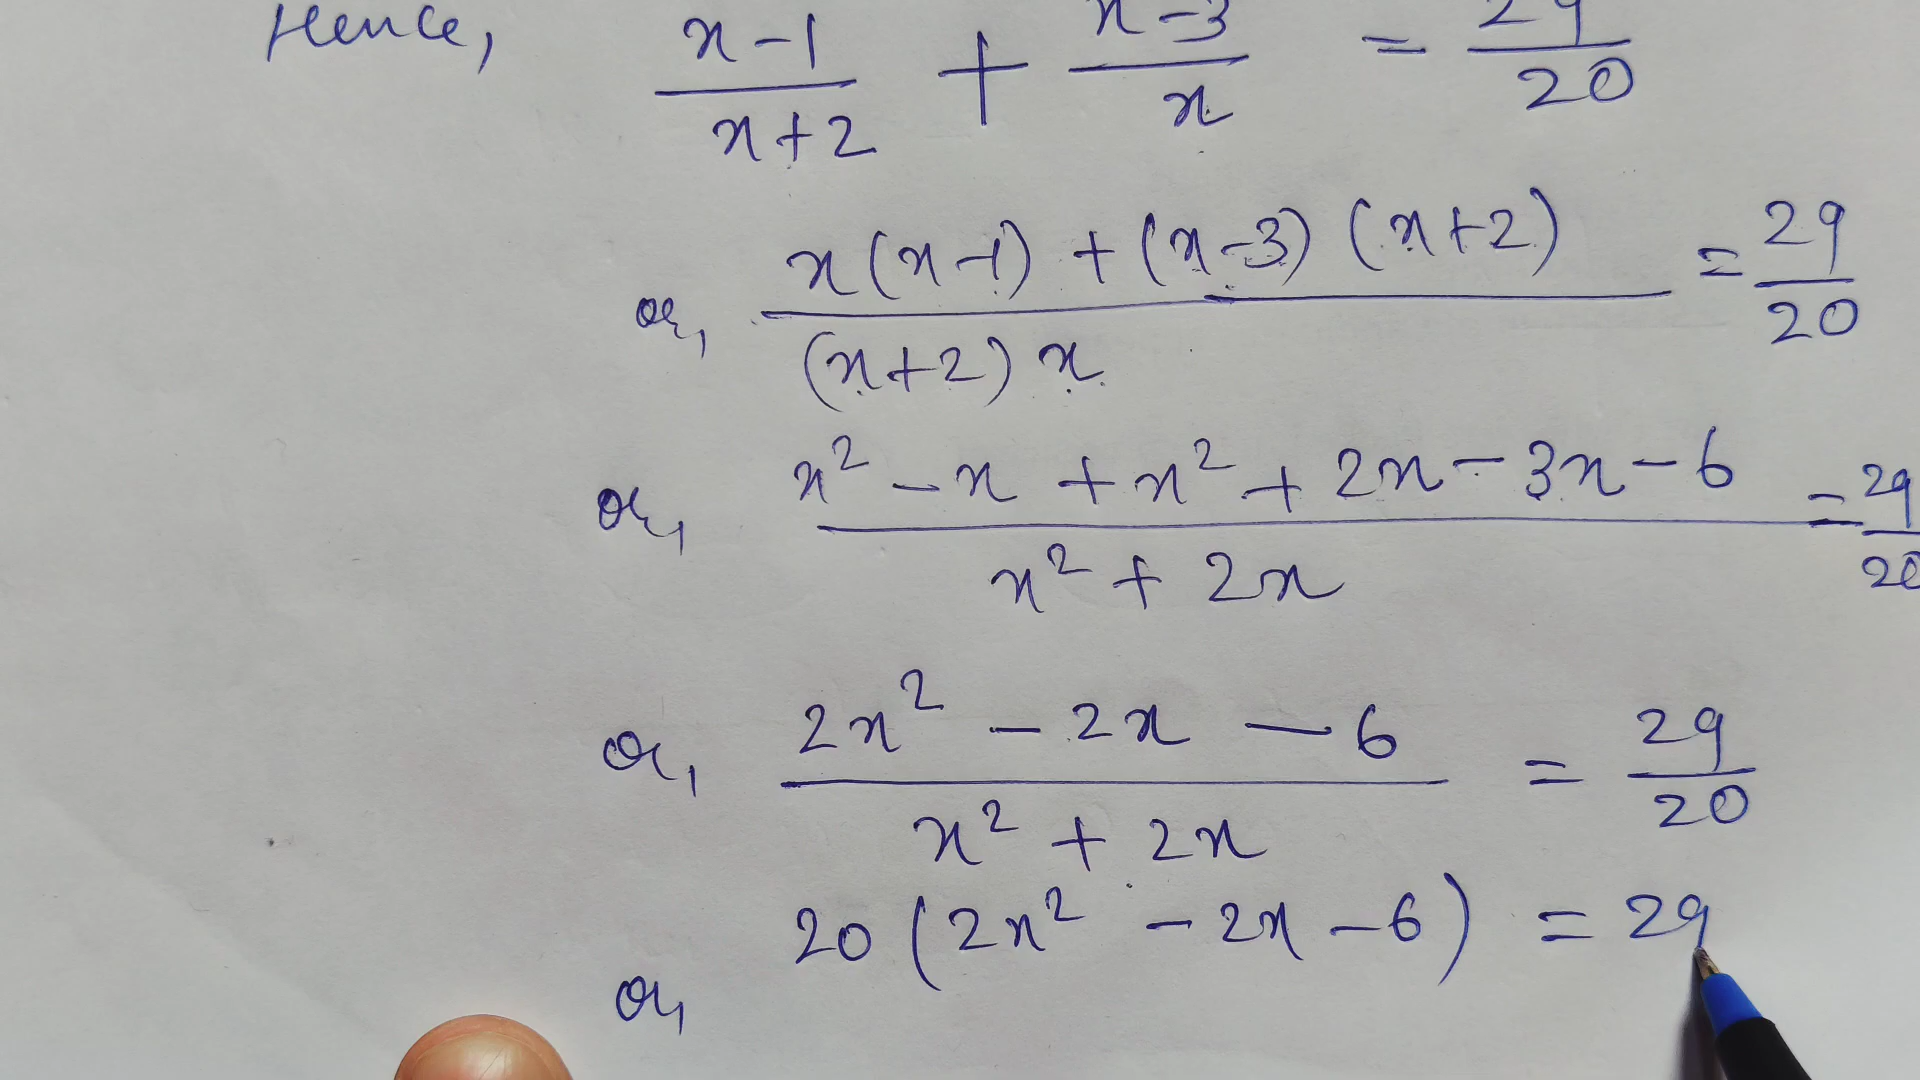 Hence, x-1/x+2 + x-3/x = 29/20
or, x(x-1) + (x-3) (x+2)/(x+2) x = 29/20
or, x² - x + x² + 2x - 3x - 6/x² + 2x = 29/20
or, 2x² - 2x - 6/x² + 2x = 29/20
or, 20 (2x² - 2x - 6) = 29